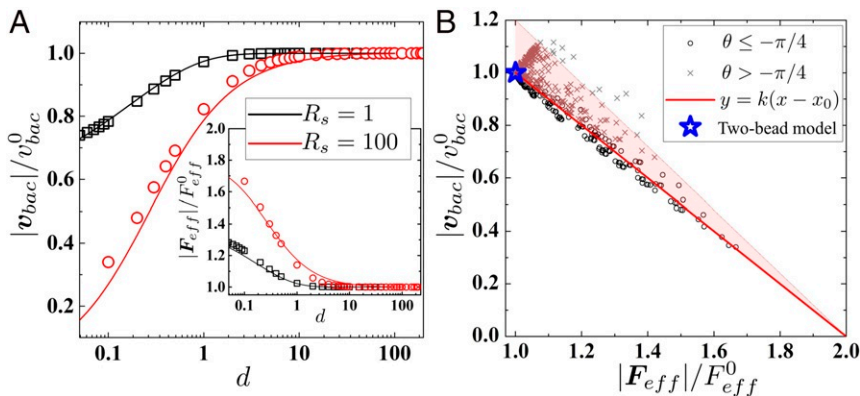 A
|v_bac|/v^0_bac
1.0
0.8
0.6
0.4
0.2
0.1
1
10
100
d
R_s = 1
R_s = 100
|F_eff|/F^0_eff
2.0
1.8
1.6
1.4
1.2
1.0
0.1
1
10
100
d
B
|v_bac|/v^0_bac
1.2
1.0
0.8
0.6
0.4
0.2
0.0
1.0
1.2
1.4
1.6
1.8
2.0
|F_eff|/F^0_eff
θ ≤ −π/4
θ > −π/4
y = k(x − x_0)
Two-bead model